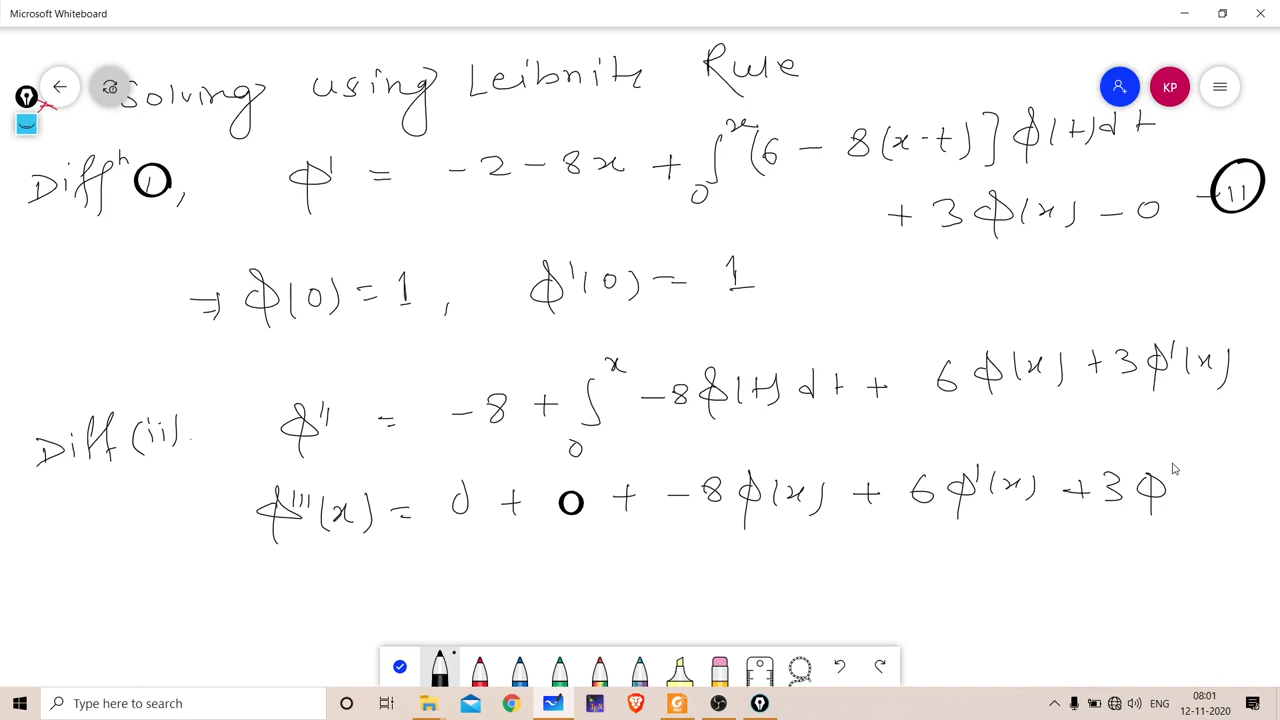 Microsoft Whiteboard
Solving using Leibnitz Rule
KP
Diffⁿ ①, ϕ' = -2 - 8x + ∫₀ˣ (6 - 8(x-t)] ϕ(t)dt
+ 3ϕ(x) - 0 - ⑪
⇒ ϕ(0) = 1, ϕ'(0) = 1
Diff (ii). ϕ'' = -8 + ∫₀ˣ -8ϕ(t)dt + 6ϕ(x) + 3ϕ'(x)
ϕ'''(x) = 0 + 0 + -8ϕ(x) + 6ϕ'(x) + 3ϕ
Type here to search
ENG
08:01
12-11-2020